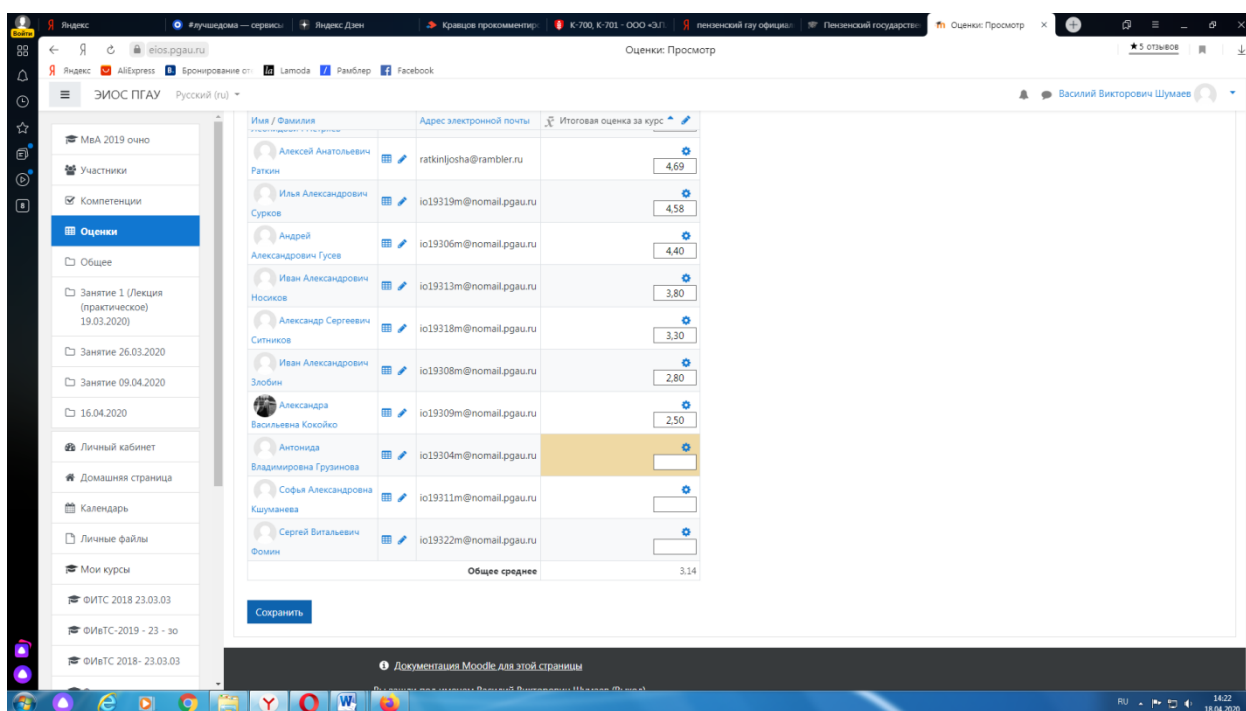 Войти
Яндекс
#лучшедома — сервисы
Яндекс Дзен
Кравцов прокомментир
К-700, К-701 - ООО «Э.П.
пензенский гау официал
Пензенский государстве
Оценки: Просмотр
eios.pgau.ru
Оценки: Просмотр
★5 отзывов
Яндекс
AliExpress
Бронирование от
Lamoda
Рамблер
Facebook
ЭИОС ПГАУ Русский (ru)
Василий Викторович Шумаев
МвА 2019 очно
Участники
Компетенции
Оценки
Общее
Занятие 1 (Лекция
(практическое)
19.03.2020)
Занятие 26.03.2020
Занятие 09.04.2020
16.04.2020
Личный кабинет
Домашняя страница
Календарь
Личные файлы
Мои курсы
ФИТС 2018 23.03.03
ФИвТС-2019 - 23 - зо
ФИвТС 2018- 23.03.03
Имя / Фамилия
Адрес электронной почты
Итоговая оценка за курс
Алексей Анатольевич
Раткин
ratkinljosha@rambler.ru
4,69
Илья Александрович
Сурков
io19319m@nomail.pgau.ru
4,58
Андрей
Александрович Гусев
io19306m@nomail.pgau.ru
4,40
Иван Александрович
Носиков
io19313m@nomail.pgau.ru
3,80
Александр Сергеевич
Ситников
io19318m@nomail.pgau.ru
3,30
Иван Александрович
Злобин
io19308m@nomail.pgau.ru
2,80
Александра
Васильевна Кокойко
io19309m@nomail.pgau.ru
2,50
Антонида
Владимировна Грузинова
io19304m@nomail.pgau.ru
Софья Александровна
Кшуманева
io19311m@nomail.pgau.ru
Сергей Витальевич
Фомин
io19322m@nomail.pgau.ru
Общее среднее
3,14
Сохранить
Документация Moodle для этой страницы
RU
14:22
18.04.2020